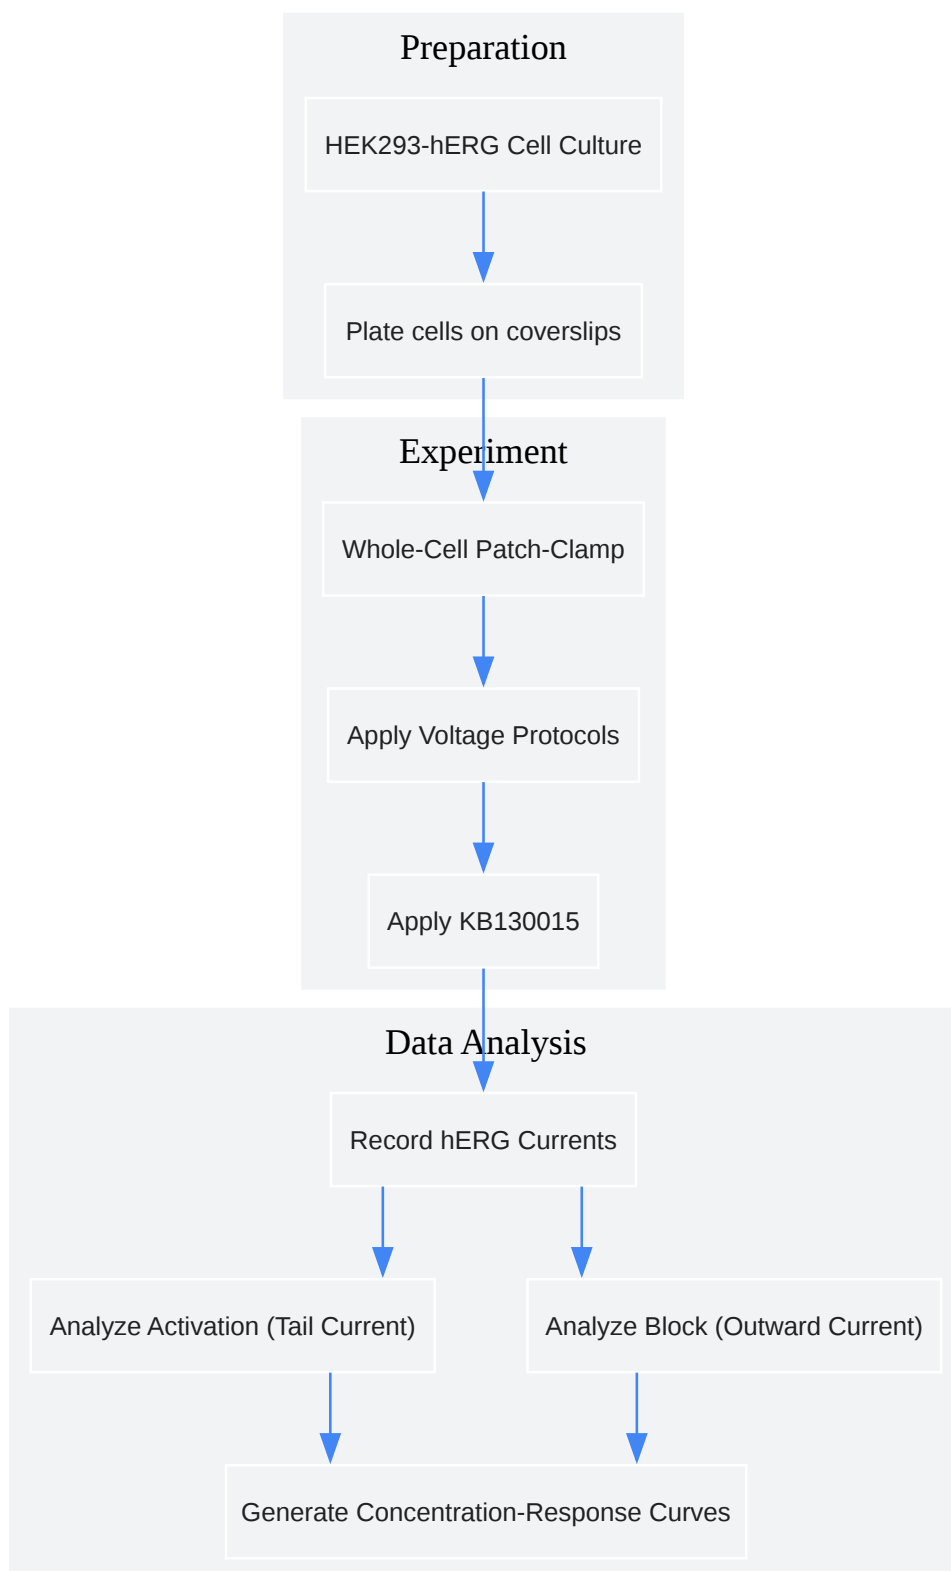 Preparation
HEK293-hERG Cell Culture
Plate cells on coverslips
Experiment
Whole-Cell Patch-Clamp
Apply Voltage Protocols
Apply KB130015
Data Analysis
Record hERG Currents
Analyze Activation (Tail Current)
Analyze Block (Outward Current)
Generate Concentration-Response Curves